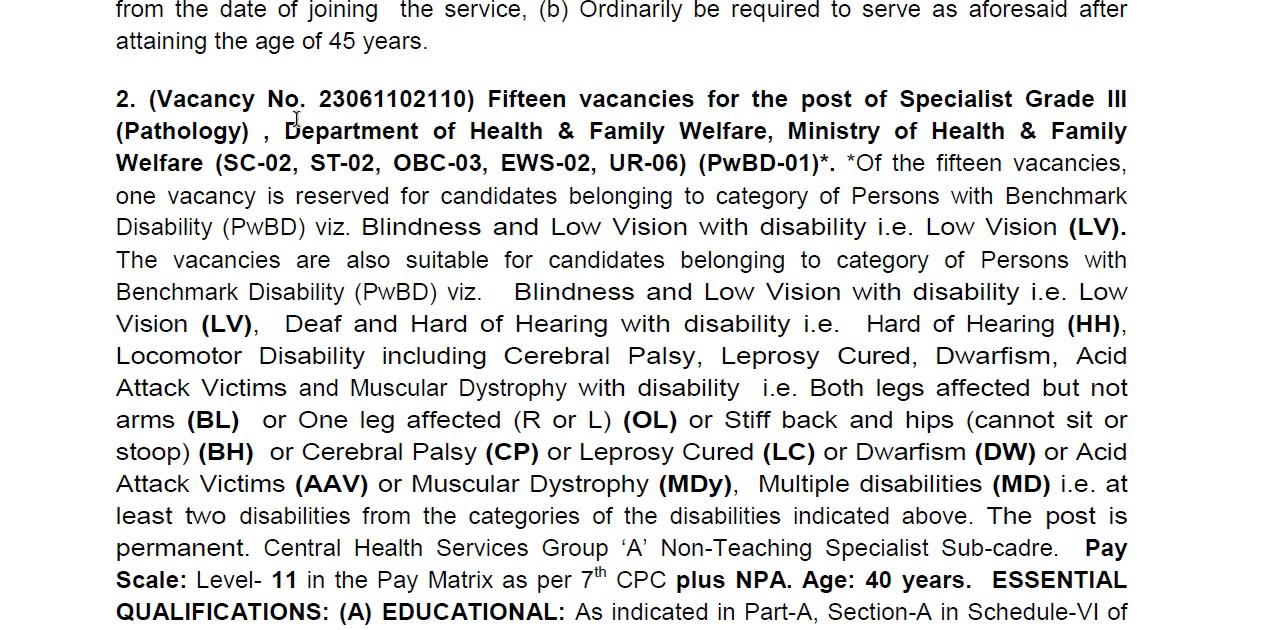 from the date of joining the service, (b) Ordinarily be required to serve as aforesaid after
attaining the age of 45 years.
2. (Vacancy No. 23061102110) Fifteen vacancies for the post of Specialist Grade III
(Pathology) , Department of Health & Family Welfare, Ministry of Health & Family
Welfare (SC-02, ST-02, OBC-03, EWS-02, UR-06) (PwBD-01)*. *Of the fifteen vacancies,
one vacancy is reserved for candidates belonging to category of Persons with Benchmark
Disability (PwBD) viz. Blindness and Low Vision with disability i.e. Low Vision (LV).
The vacancies are also suitable for candidates belonging to category of Persons with
Benchmark Disability (PwBD) viz. Blindness and Low Vision with disability i.e. Low
Vision (LV), Deaf and Hard of Hearing with disability i.e. Hard of Hearing (HH),
Locomotor Disability including Cerebral Palsy, Leprosy Cured, Dwarfism, Acid
Attack Victims and Muscular Dystrophy with disability i.e. Both legs affected but not
arms (BL) or One leg affected (R or L) (OL) or Stiff back and hips (cannot sit or
stoop) (BH) or Cerebral Palsy (CP) or Leprosy Cured (LC) or Dwarfism (DW) or Acid
Attack Victims (AAV) or Muscular Dystrophy (MDy), Multiple disabilities (MD) i.e. at
least two disabilities from the categories of the disabilities indicated above. The post is
permanent. Central Health Services Group ‘A’ Non-Teaching Specialist Sub-cadre. Pay
Scale: Level- 11 in the Pay Matrix as per 7th CPC plus NPA. Age: 40 years. ESSENTIAL
QUALIFICATIONS: (A) EDUCATIONAL: As indicated in Part-A, Section-A in Schedule-VI of